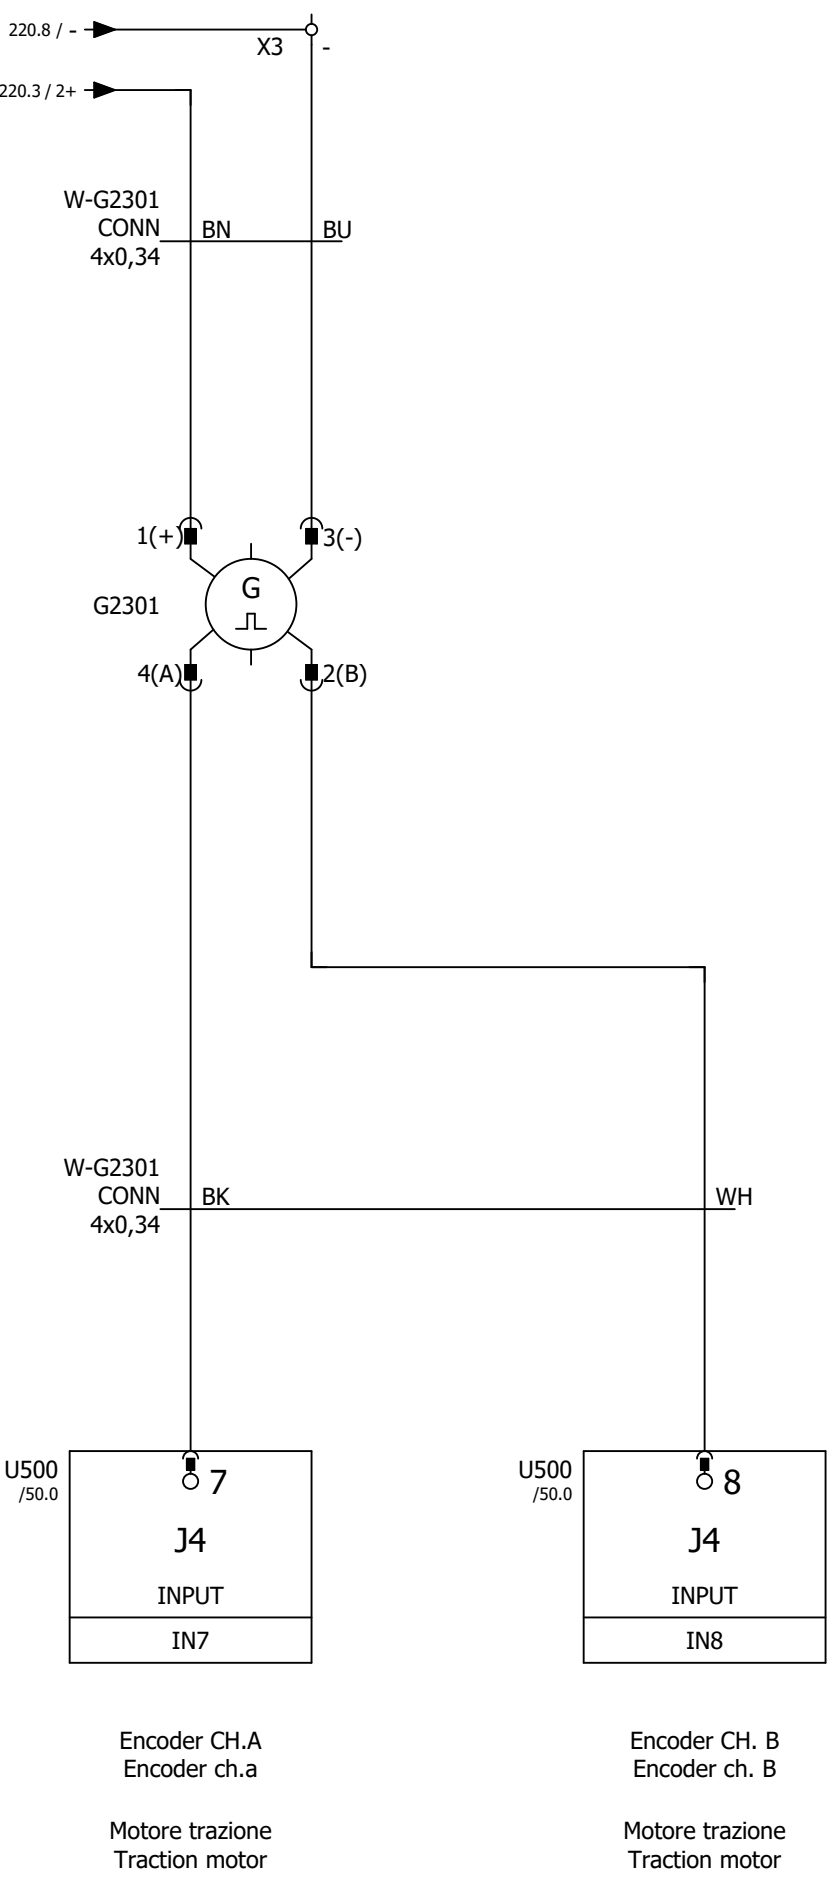 220.8 / -
X3
-
220.3 / 2+
W-G2301
CONN
4x0,34
BN
BU
1(+)
3(-)
G
G2301
4(A)
2(B)
W-G2301
CONN
4x0,34
BK
WH
U500
/50.0
7
J4
INPUT
IN7
U500
/50.0
8
J4
INPUT
IN8
Encoder CH.A
Encoder ch.a
Motore trazione
Traction motor
Encoder CH. B
Encoder ch. B
Motore trazione
Traction motor